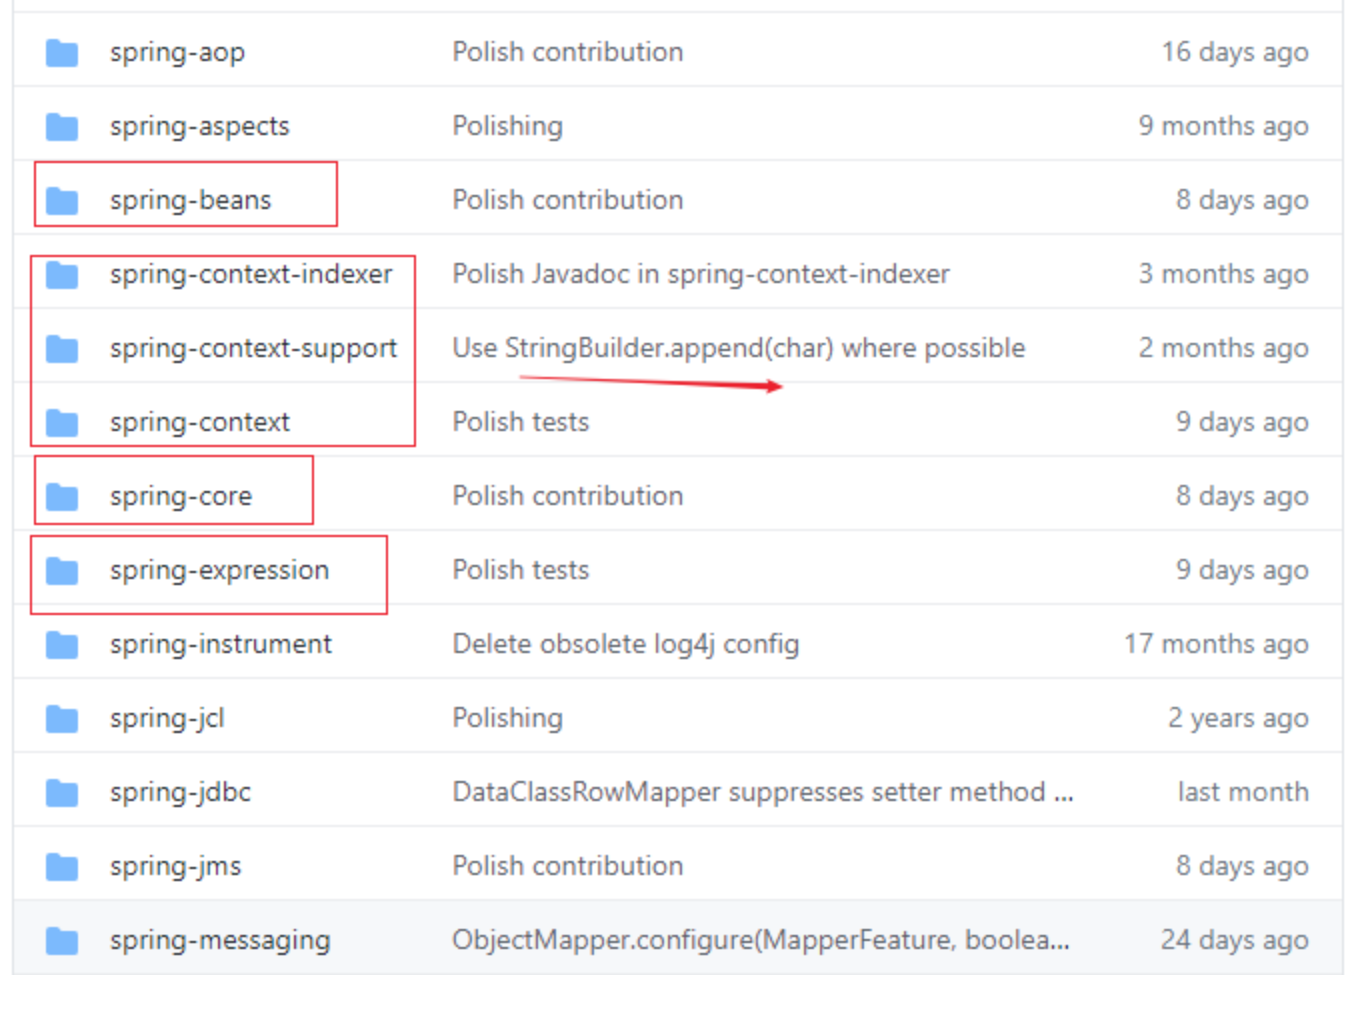 spring-aop Polish contribution 16 days ago
spring-aspects Polishing 9 months ago
spring-beans Polish contribution 8 days ago
spring-context-indexer Polish Javadoc in spring-context-indexer 3 months ago
spring-context-support Use StringBuilder.append(char) where possible 2 months ago
spring-context Polish tests 9 days ago
spring-core Polish contribution 8 days ago
spring-expression Polish tests 9 days ago
spring-instrument Delete obsolete log4j config 17 months ago
spring-jcl Polishing 2 years ago
spring-jdbc DataClassRowMapper suppresses setter method ... last month
spring-jms Polish contribution 8 days ago
spring-messaging ObjectMapper.configure(MapperFeature, boolea... 24 days ago